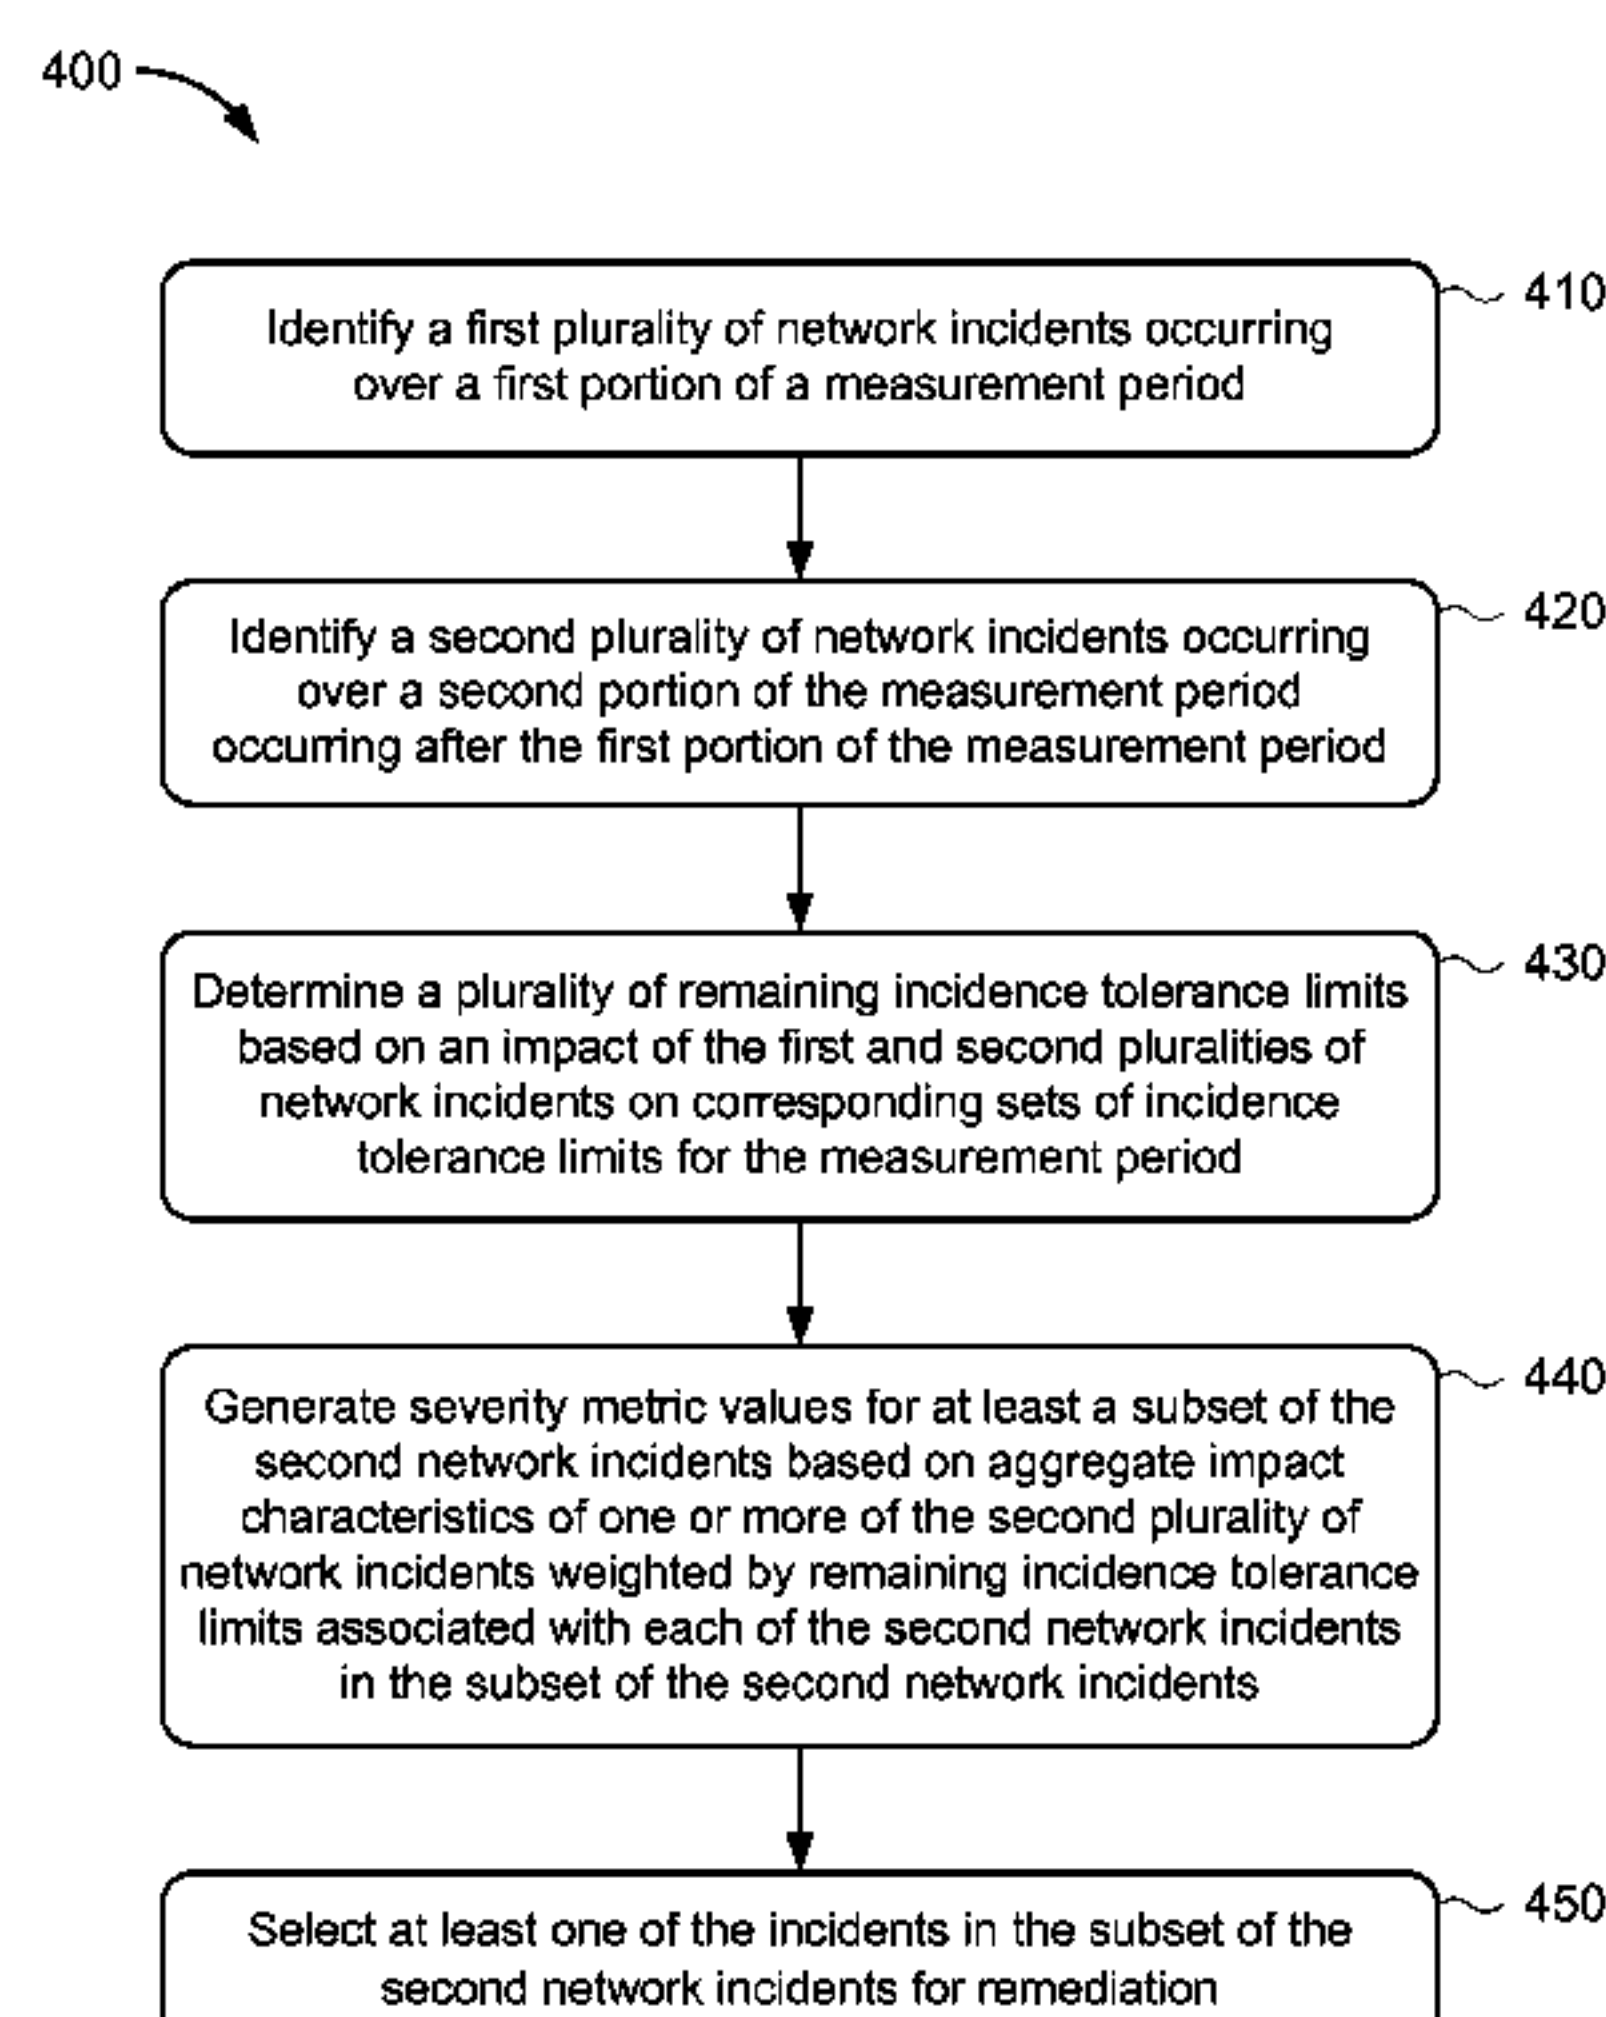 400
410
Identify a first plurality of network incidents occurring
over a first portion of a measurement period
420
Identify a second plurality of network incidents occurring
over a second portion of the measurement period
occurring after the first portion of the measurement period
430
Determine a plurality of remaining incidence tolerance limits
based on an impact of the first and second pluralities of
network incidents on corresponding sets of incidence
tolerance limits for the measurement period
440
Generate severity metric values for at least a subset of the
second network incidents based on aggregate impact
characteristics of one or more of the second plurality of
network incidents weighted by remaining incidence tolerance
limits associated with each of the second network incidents
in the subset of the second network incidents
450
Select at least one of the incidents in the subset of the
second network incidents for remediation